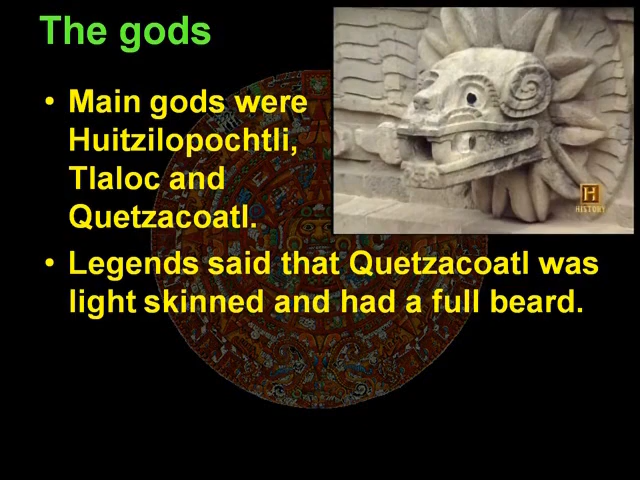 The gods
• Main gods were
Huitzilopochtli,
Tlaloc and
Quetzacoatl.
• Legends said that Quetzacoatl was
light skinned and had a full beard.
H
HISTORY